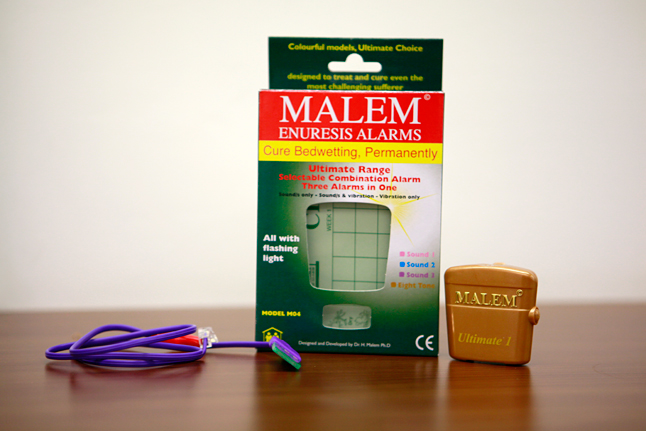 Colourful models, Ultimate Choice
designed to treat and cure even the
most challenging sufferer
MALEM©
ENURESIS ALARMS
Cure Bedwetting, Permanently
Ultimate Range
Selectable Combination Alarm
Three Alarms in One
Sound/s only - Sound/s & vibration - Vibration only
WEEK 1
All with
flashing
light
Sound 1
Sound 2
Sound 3
Eight Tone
MODEL M04
Designed and Developed by Dr. H. Malem Ph.D
CE
MALEM
Ultimate 1